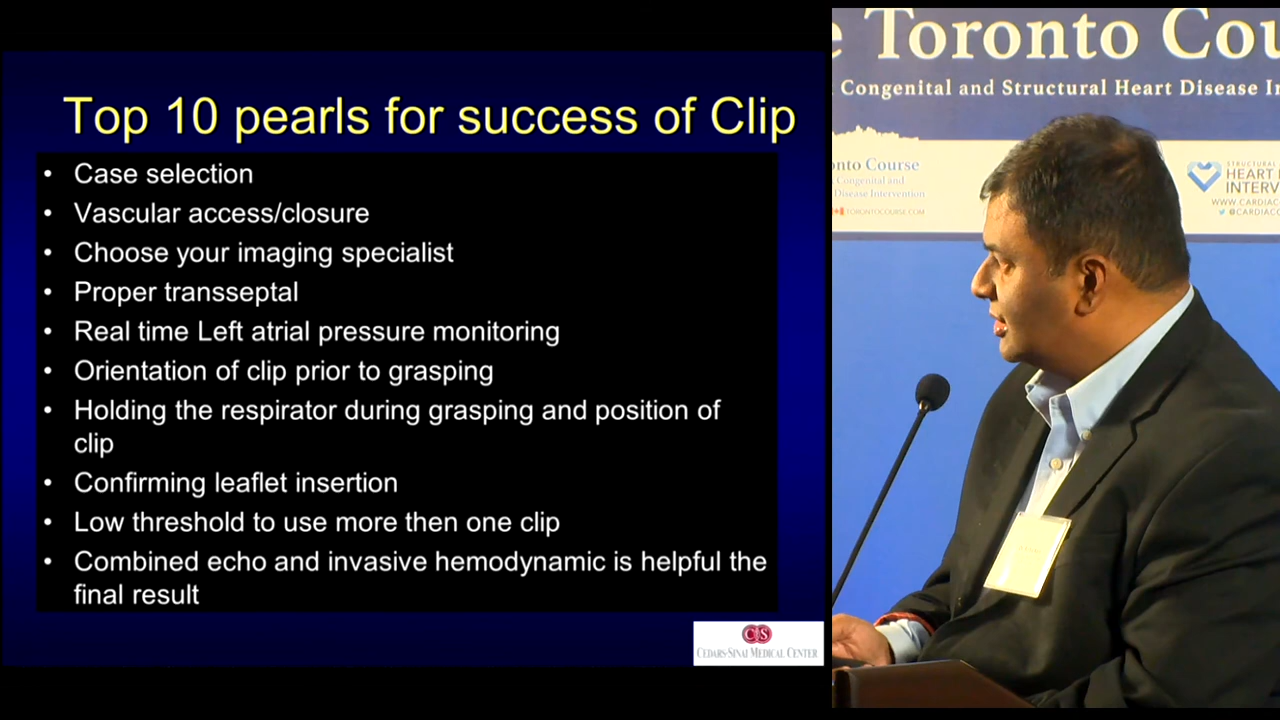 Top 10 pearls for success of Clip
• Case selection
• Vascular access/closure
• Choose your imaging specialist
• Proper transseptal
• Real time Left atrial pressure monitoring
• Orientation of clip prior to grasping
• Holding the respirator during grasping and position of
clip
• Confirming leaflet insertion
• Low threshold to use more then one clip
• Combined echo and invasive hemodynamic is helpful the
final result
CS
CEDARS-SINAI MEDICAL CENTER
e Toronto Cou
Congenital and Structural Heart Disease In
onto Course
Congenital and
Disease Intervention
TORONTOCOURSE.COM
STRUCTURAL
HEART
INTERV
WWW.CARDIAC
@CARDIACO